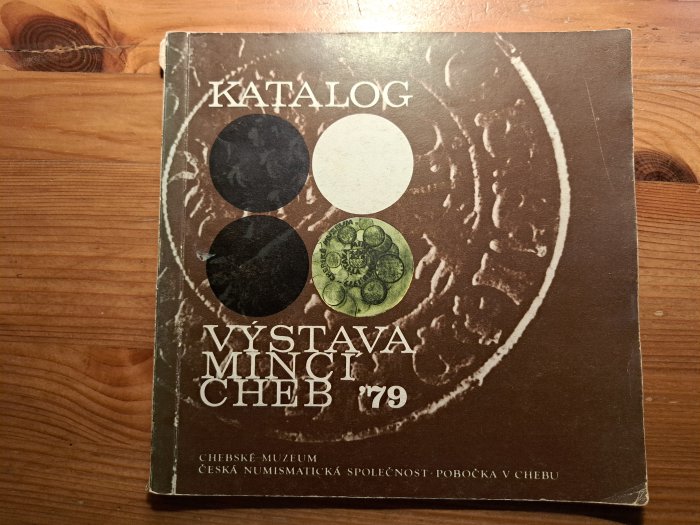 KATALOG
VÝSTAVA
MINCÍ
CHEB '79
CHEBSKÉ MUZEUM
ČESKÁ NUMISMATICKÁ SPOLEČNOST · POBOČKA V CHEBU